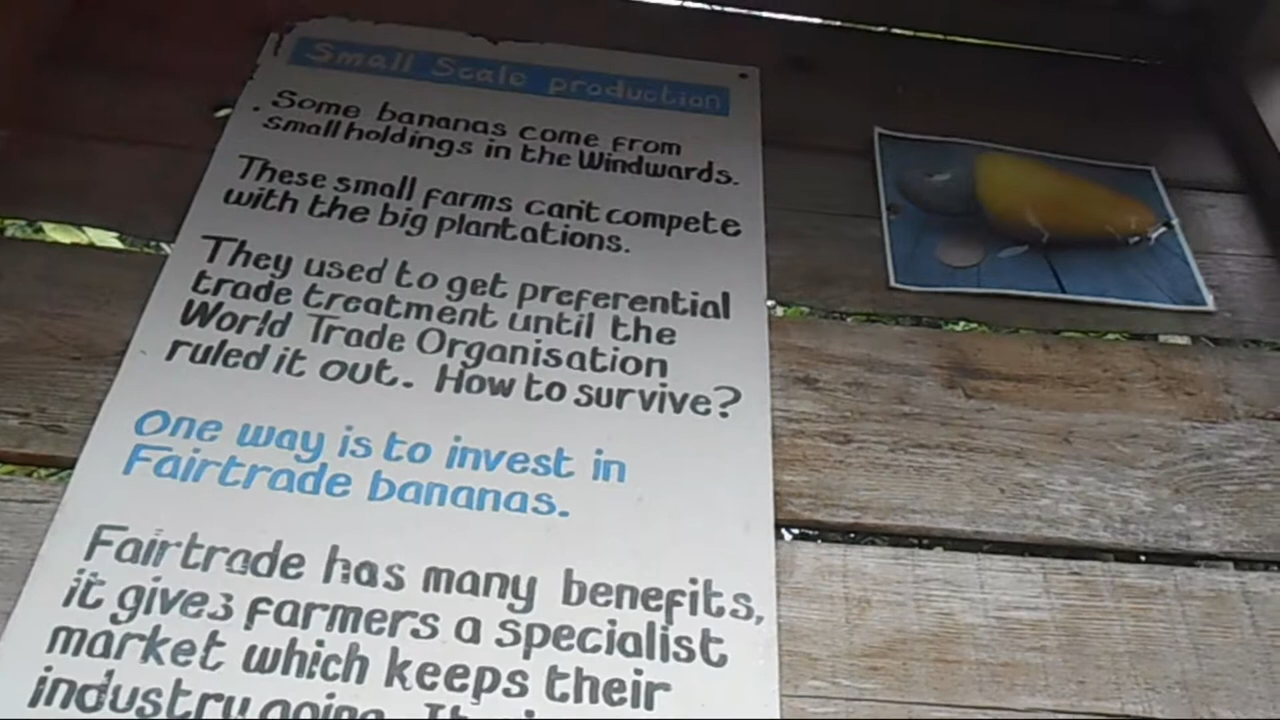 Small Scale production
Some bananas come from
small holdings in the Windwards.
These small farms can't compete
with the big plantations.
They used to get preferential
trade treatment until the
World Trade Organisation
ruled it out. How to survive?
One way is to invest in
Fairtrade bananas.
Fairtrade has many benefits,
it gives farmers a specialist
market which keeps their
industry going. It